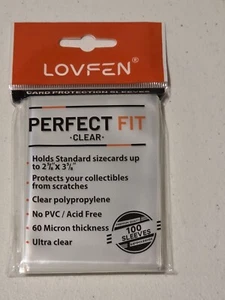 LOVFEN®
CARD PROTECTION SLEEVES
PERFECT FIT
-CLEAR-
Holds Standard sizecards up
to 2⅝"X 3⅝"
Protects your collectibles
from scratches
Clear polypropylene
No PVC / Acid Free
60 Micron thickness
Ultra clear
100
SLEEVES